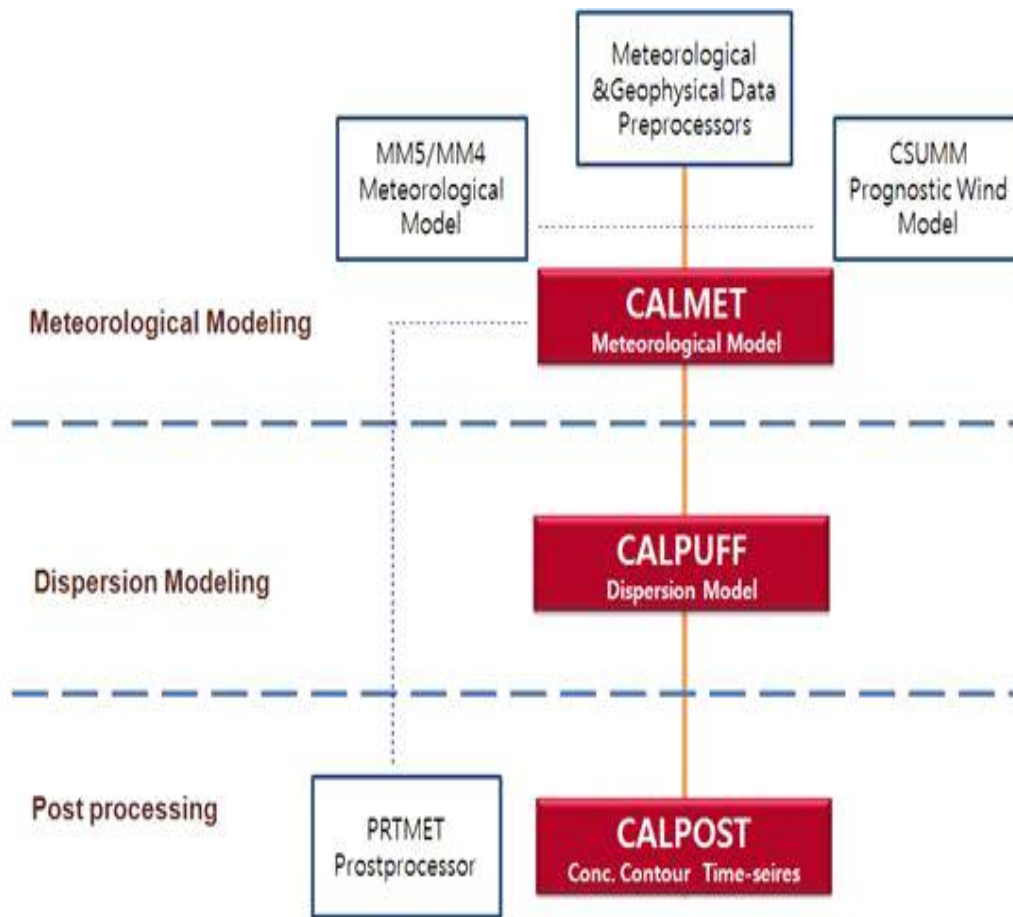 Meteorological
&Geophysical Data
Preprocessors
MM5/MM4
Meteorological
Model
CSUMM
Prognostic Wind
Model
CALMET
Meteorological Model
Meteorological Modeling
CALPUFF
Dispersion Model
Dispersion Modeling
Post processing
PRTMET
Prostprocessor
CALPOST
Conc. Contour Time-seires